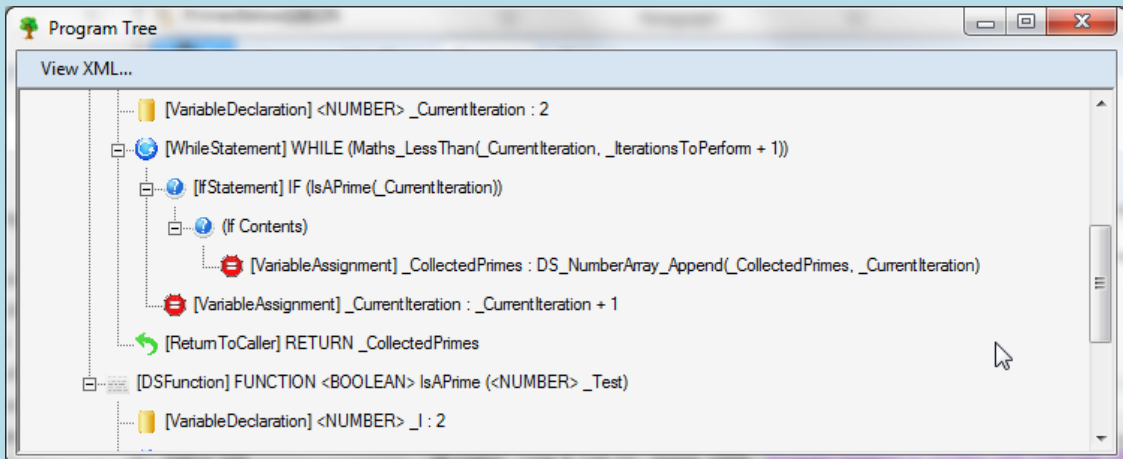 Program Tree
View XML...
[VariableDeclaration] <NUMBER> _CurrentIteration : 2
[WhileStatement] WHILE (Maths_LessThan(_CurrentIteration, _IterationsToPerform + 1))
[IfStatement] IF (IsAPrime(_CurrentIteration))
(If Contents)
[VariableAssignment] _CollectedPrimes : DS_NumberArray_Append(_CollectedPrimes, _CurrentIteration)
[VariableAssignment] _CurrentIteration : _CurrentIteration + 1
[ReturnToCaller] RETURN _CollectedPrimes
[DSFunction] FUNCTION <BOOLEAN> IsAPrime (<NUMBER> _Test)
[VariableDeclaration] <NUMBER> _I : 2